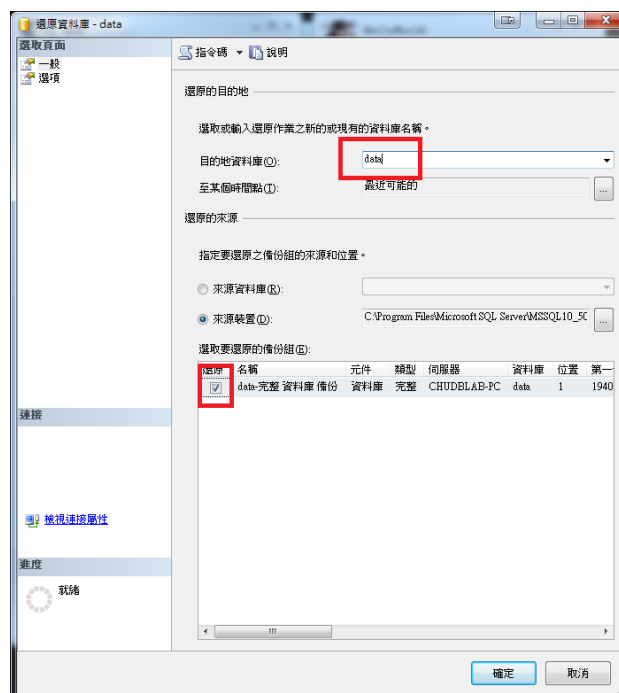 還原資料庫 - data
選取頁面
一般
選項
指令碼
說明
還原的目的地
選取或輸入還原作業之新的或現有的資料庫名稱。
目的地資料庫(O): data
至某個時間點(T): 最近可能的 ...
還原的來源
指定要還原之備份組的來源和位置。
來源資料庫(R):
來源裝置(D): C:\Program Files\Microsoft SQL Server\MSSQL10_50 ...
選取要還原的備份組(E):
還原 名稱 元件 類型 伺服器 資料庫 位置 第一
data-完整 資料庫 備份 資料庫 完整 CHUDBLAB-PC data 1 1940
連接
檢視連接屬性
進度
就緒
確定 取消